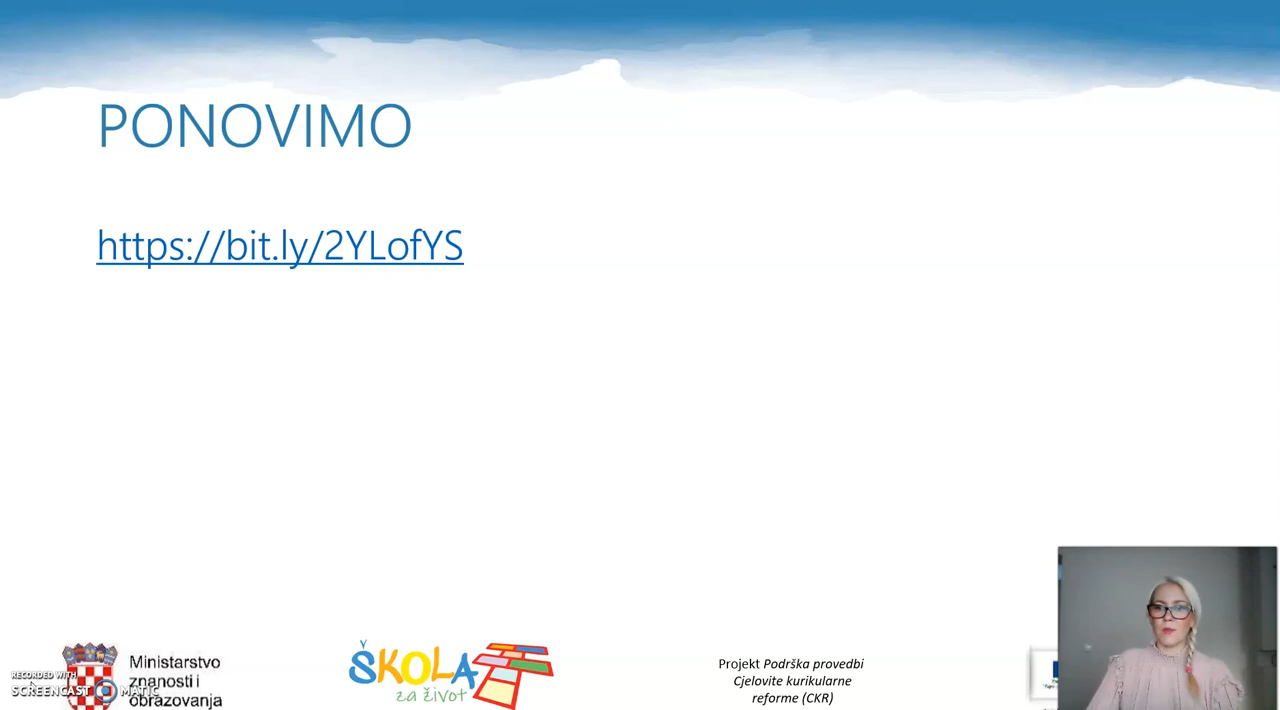 PONOVIMO
https://bit.ly/2YLofYS
Ministarstvo
znanosti i
obrazovanja
RECORDED WITH
SCREENCAST MATIC
ŠKOLA
za život
Projekt Podrška provedbi
Cjelovite kurikularne
reforme (CKR)